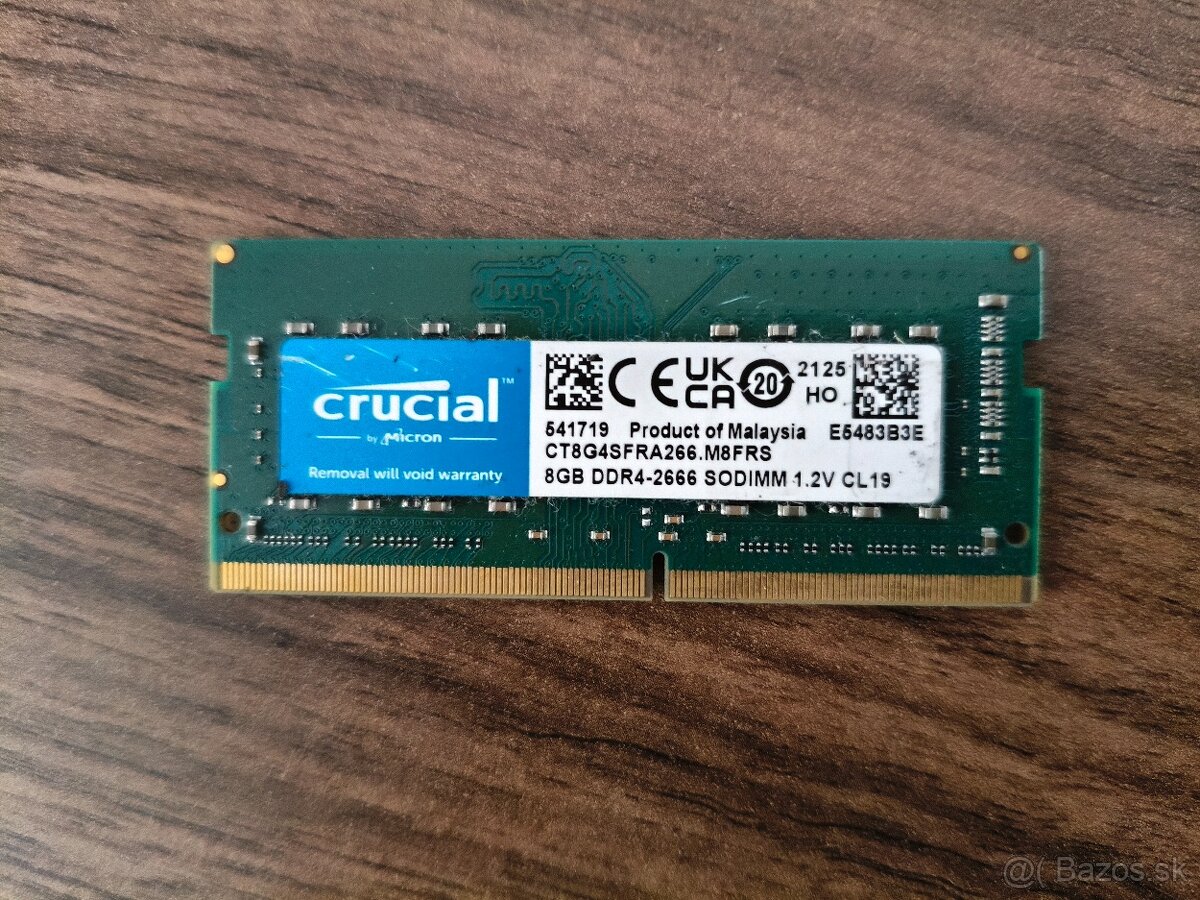 crucial™
by Micron
Removal will void warranty
CE UK CA 20 2125
HO
541719 Product of Malaysia E5483B3E
CT8G4SFRA266.M8FRS
8GB DDR4-2666 SODIMM 1.2V CL19
@( Bazos.sk